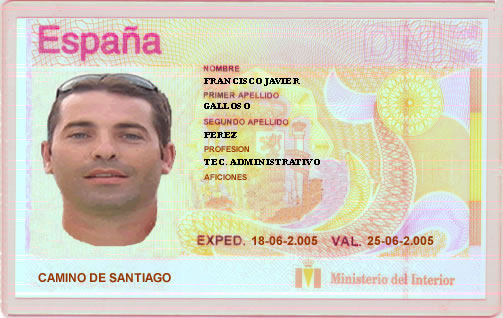 España
DNI
NOMBRE
FRANCISCO JAVIER
PRIMER APELLIDO
GALLOSO
SEGUNDO APELLIDO
PEREZ
PROFESION
TEC. ADMINISTRATIVO
AFICIONES
EXPED. 18-06-2.005 VAL. 25-06-2.005
CAMINO DE SANTIAGO
Ministerio del Interior